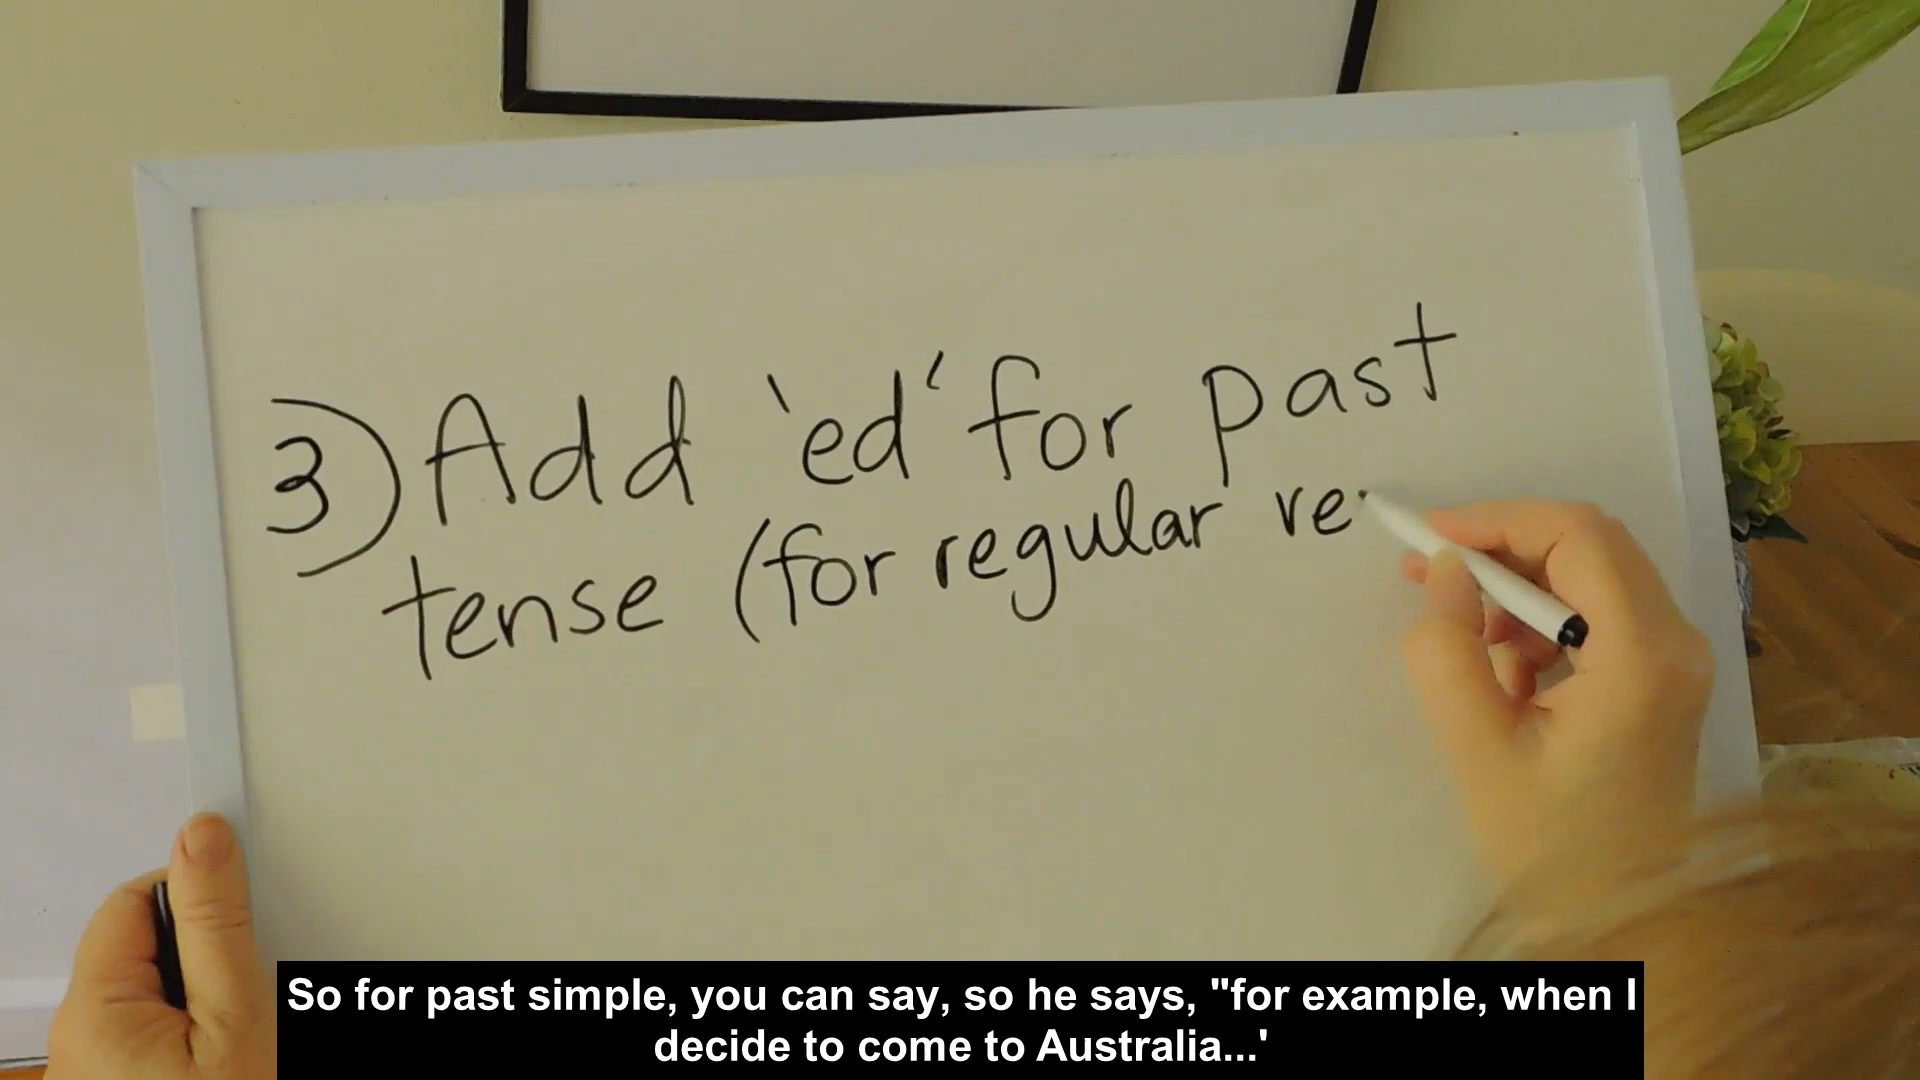 3) Add 'ed' for past
tense (for regular ve
So for past simple, you can say, so he says, "for example, when I
decide to come to Australia...'